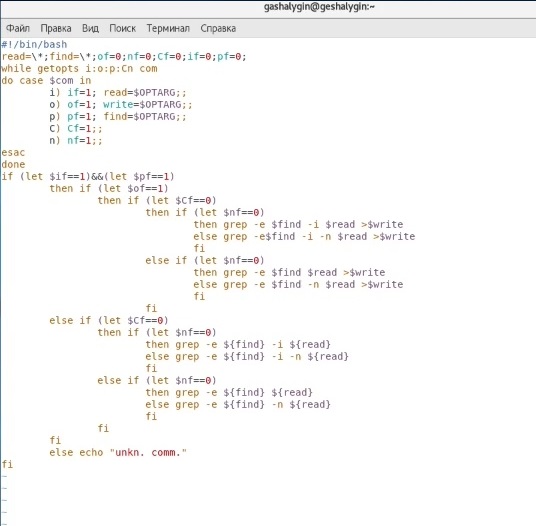 gashalygin@geshalygin:~
Файл Правка Вид Поиск Терминал Справка
#!/bin/bash
read=\*;find=\*;of=0;nf=0;Cf=0;if=0;pf=0;
while getopts i:o:p:Cn com
do case $com in
        i) if=1; read=$OPTARG;;
        o) of=1; write=$OPTARG;;
        p) pf=1; find=$OPTARG;;
        C) Cf=1;;
        n) nf=1;;
esac
done
if (let $if==1)&&(let $pf==1)
        then if (let $of==1)
                then if (let $Cf==0)
                        then if (let $nf==0)
                                then grep -e $find -i $read >$write
                                else grep -e$find -i -n $read >$write
                                fi
                        else if (let $nf==0)
                                then grep -e $find $read >$write
                                else grep -e $find -n $read >$write
                                fi
                        fi
        else if (let $Cf==0)
                then if (let $nf==0)
                        then grep -e ${find} -i ${read}
                        else grep -e ${find} -i -n ${read}
                        fi
                else if (let $nf==0)
                        then grep -e ${find} ${read}
                        else grep -e ${find} -n ${read}
                        fi
                fi
        fi
        else echo "unkn. comm."
fi
~
~
~
~
~